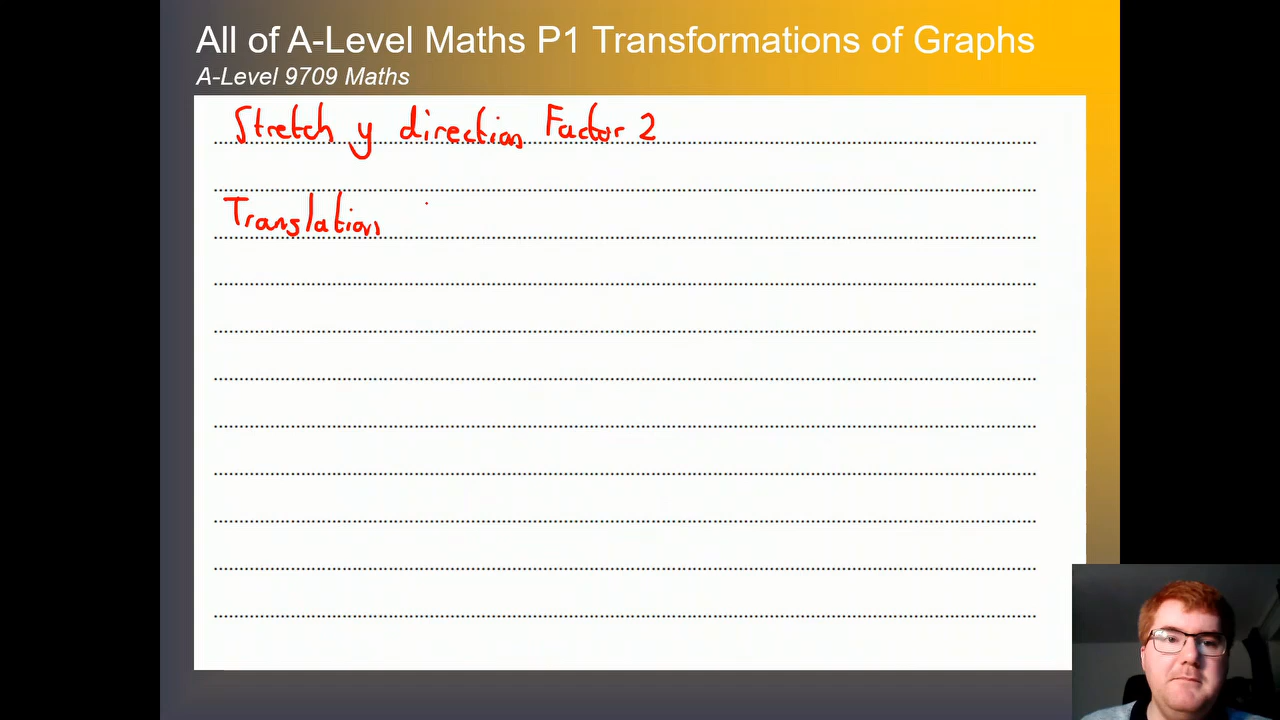 All of A-Level Maths P1 Transformations of Graphs
A-Level 9709 Maths
Stretch y direction Factor 2
Translation